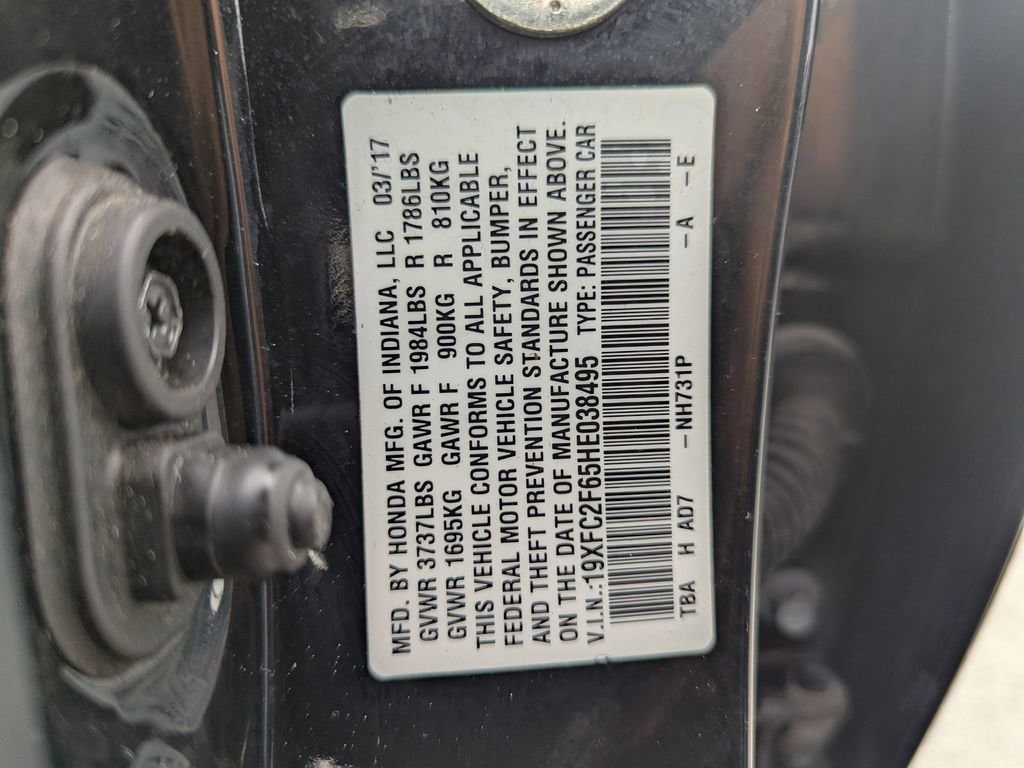 MFD. BY HONDA MFG. OF INDIANA, LLC 03/'17
GVWR 3737LBS GAWR F 1984LBS R 1786LBS
GVWR 1695KG GAWR F 900KG R 810KG
THIS VEHICLE CONFORMS TO ALL APPLICABLE
FEDERAL MOTOR VEHICLE SAFETY, BUMPER,
AND THEFT PREVENTION STANDARDS IN EFFECT
ON THE DATE OF MANUFACTURE SHOWN ABOVE.
V.I.N.:19XFC2F65HE038495 TYPE: PASSENGER CAR
TBA H AD7 -NH731P -A -E